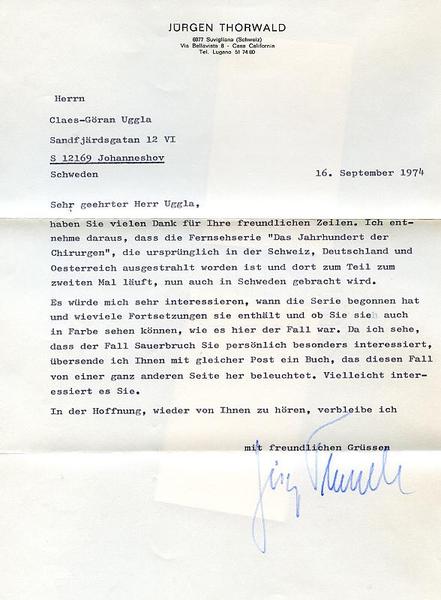 JÜRGEN THORWALD
6977 Suvigliana (Schweiz)
Via Bellavista 8 - Casa California
Tel. Lugano 51 74 80
Herrn
Claes-Göran Uggla
Sandfjärdsgatan 12 VI
S 12169 Johanneshov
Schweden
16. September 1974
Sehr geehrter Herr Uggla,
haben Sie vielen Dank für Ihre freundlichen Zeilen. Ich ent-
nehme daraus, dass die Fernsehserie "Das Jahrhundert der
Chirurgen", die ursprünglich in der Schweiz, Deutschland und
Oesterreich ausgestrahlt worden ist und dort zum Teil zum
zweiten Mal läuft, nun auch in Schweden gebracht wird.
Es würde mich sehr interessieren, wann die Serie begonnen hat
und wieviele Fortsetzungen sie enthält und ob Sie sieh auch
in Farbe sehen können, wie es hier der Fall war. Da ich sehe,
dass der Fall Sauerbruch Sie persönlich besonders interessiert,
übersende ich Ihnen mit gleicher Post ein Buch, das diesen Fall
von einer ganz anderen Seite her beleuchtet. Vielleicht inter-
essiert es Sie.
In der Hoffnung, wieder von Ihnen zu hören, verbleibe ich
mit freundlichen Grüssen